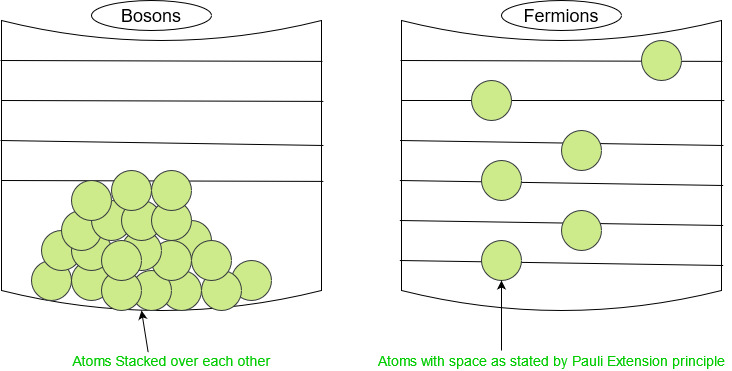 Bosons
Fermions
Atoms Stacked over each other
Atoms with space as stated by Pauli Extension principle